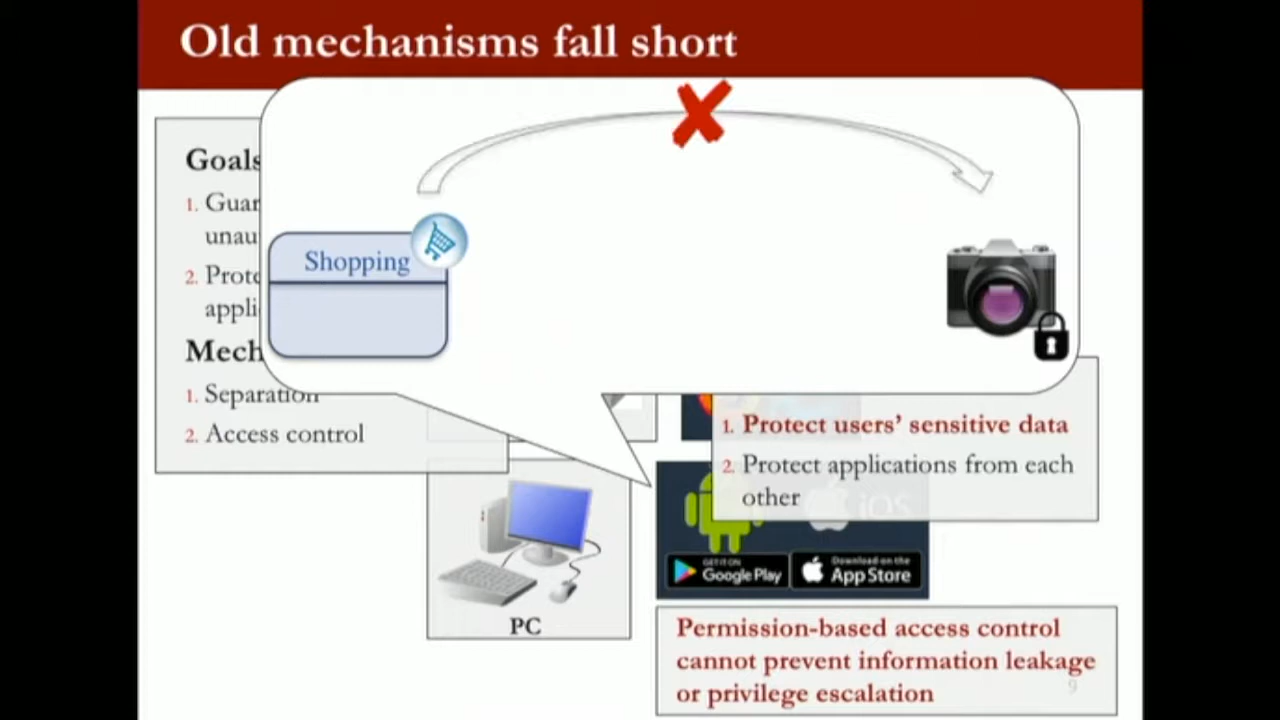 Old mechanisms fall short
Goals
1. Guar
unau
2. Prote
appli
Mech
1. Separation
2. Access control
Shopping
1. Protect users' sensitive data
2. Protect applications from each
other
iOS
GET IT ON
Google Play
Download on the
App Store
PC
Permission-based access control
cannot prevent information leakage
or privilege escalation
9